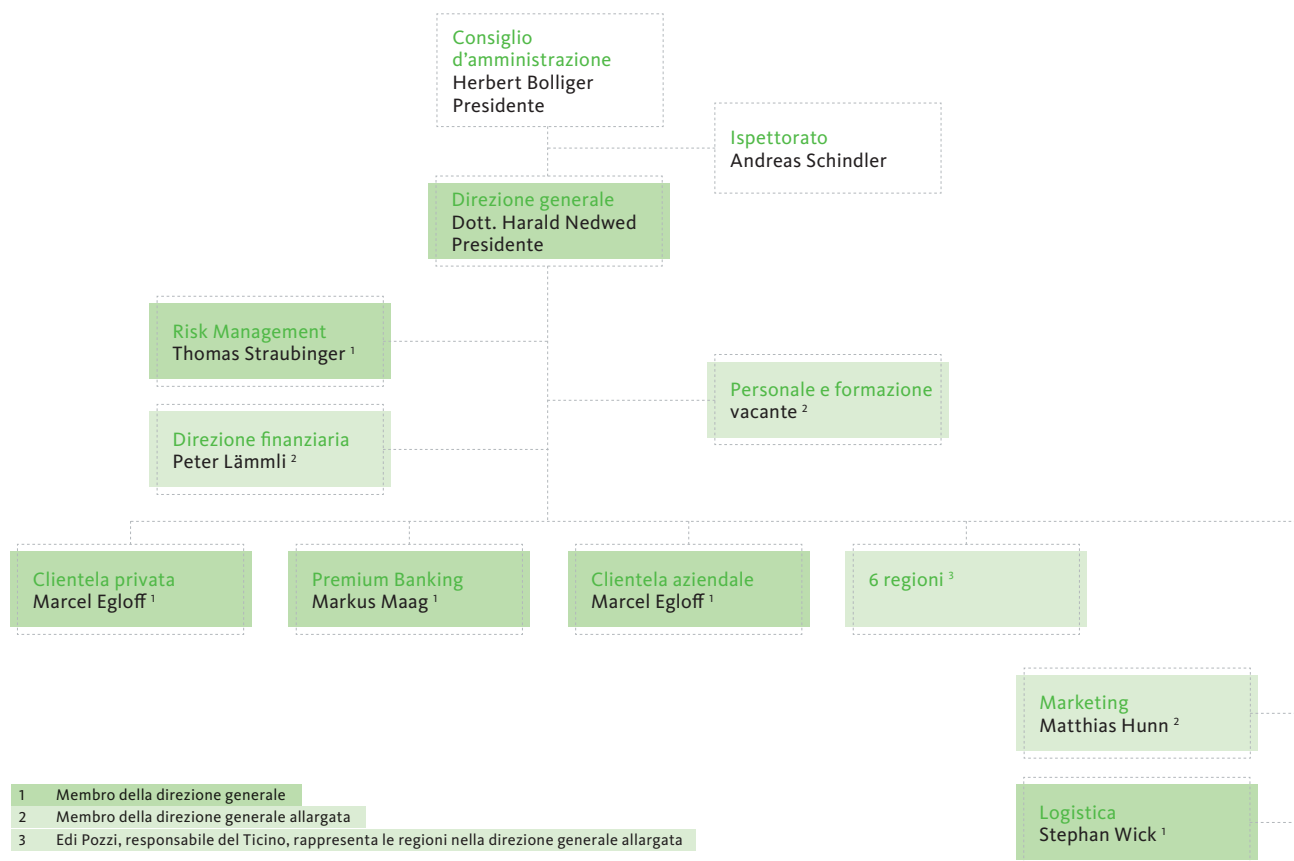 Consiglio
d'amministrazione
Herbert Bolliger
Presidente
Ispettorato
Andreas Schindler
Direzione generale
Dott. Harald Nedwed
Presidente
Risk Management
Thomas Straubinger ¹
Personale e formazione
vacante ²
Direzione finanziaria
Peter Lämmli ²
Clientela privata
Marcel Egloff ¹
Premium Banking
Markus Maag ¹
Clientela aziendale
Marcel Egloff ¹
6 regioni ³
Marketing
Matthias Hunn ²
Logistica
Stephan Wick ¹
1 Membro della direzione generale
2 Membro della direzione generale allargata
3 Edi Pozzi, responsabile del Ticino, rappresenta le regioni nella direzione generale allargata